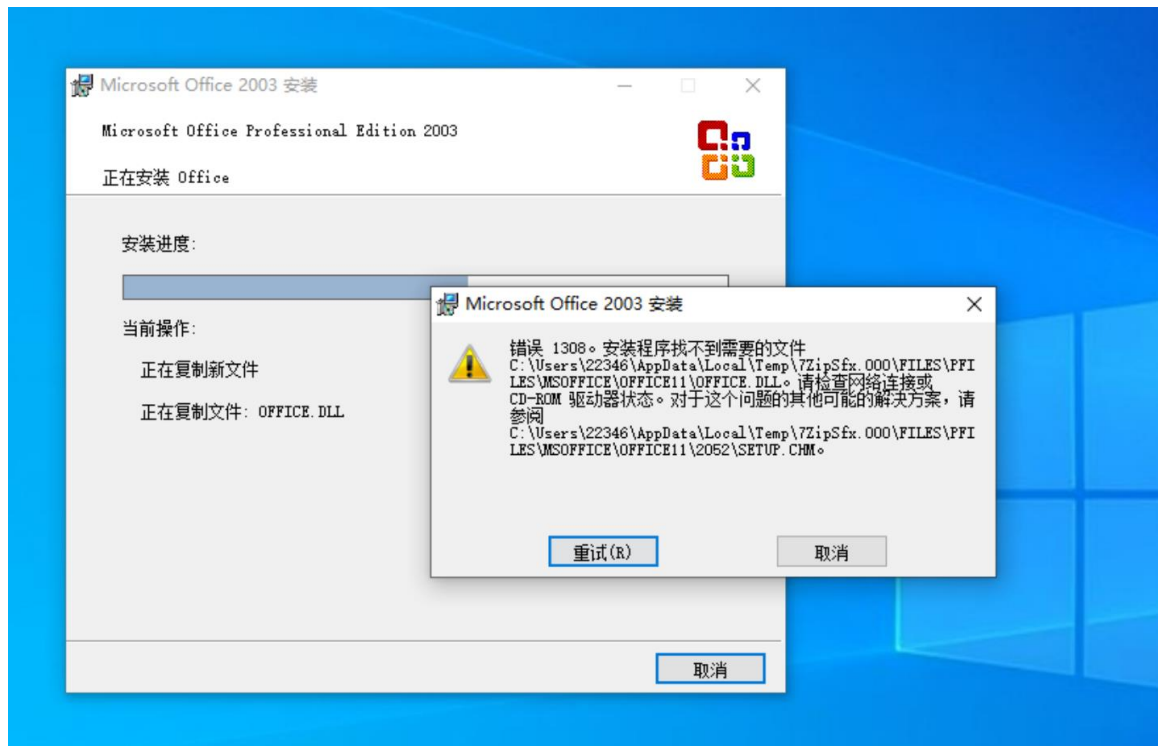 Microsoft Office 2003 安装
Microsoft Office Professional Edition 2003
正在安装 Office
安装进度:
当前操作:
正在复制新文件
正在复制文件: OFFICE.DLL
取消
Microsoft Office 2003 安装
错误 1308。安装程序找不到需要的文件
C:\Users\22346\AppData\Local\Temp\7ZipSfx.000\FILES\PFI
LES\MSOFFICE\OFFICE11\OFFICE.DLL。请检查网络连接或
CD-ROM 驱动器状态。对于这个问题的其他可能的解决方案，请
参阅
C:\Users\22346\AppData\Local\Temp\7ZipSfx.000\FILES\PFI
LES\MSOFFICE\OFFICE11\2052\SETUP.CHM。
重试(R)
取消